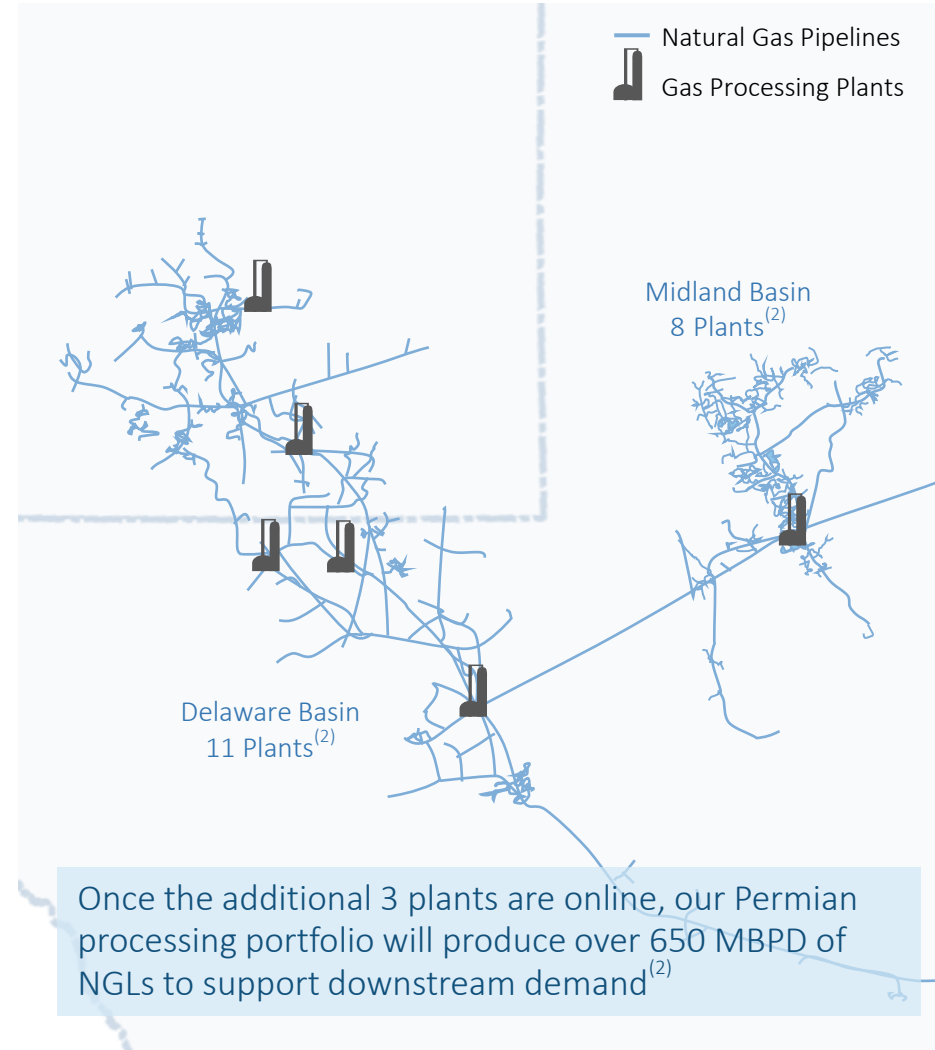 Natural Gas Pipelines
Gas Processing Plants
Midland Basin
8 Plants(2)
Delaware Basin
11 Plants(2)
Once the additional 3 plants are online, our Permian
processing portfolio will produce over 650 MBPD of
NGLs to support downstream demand(2)